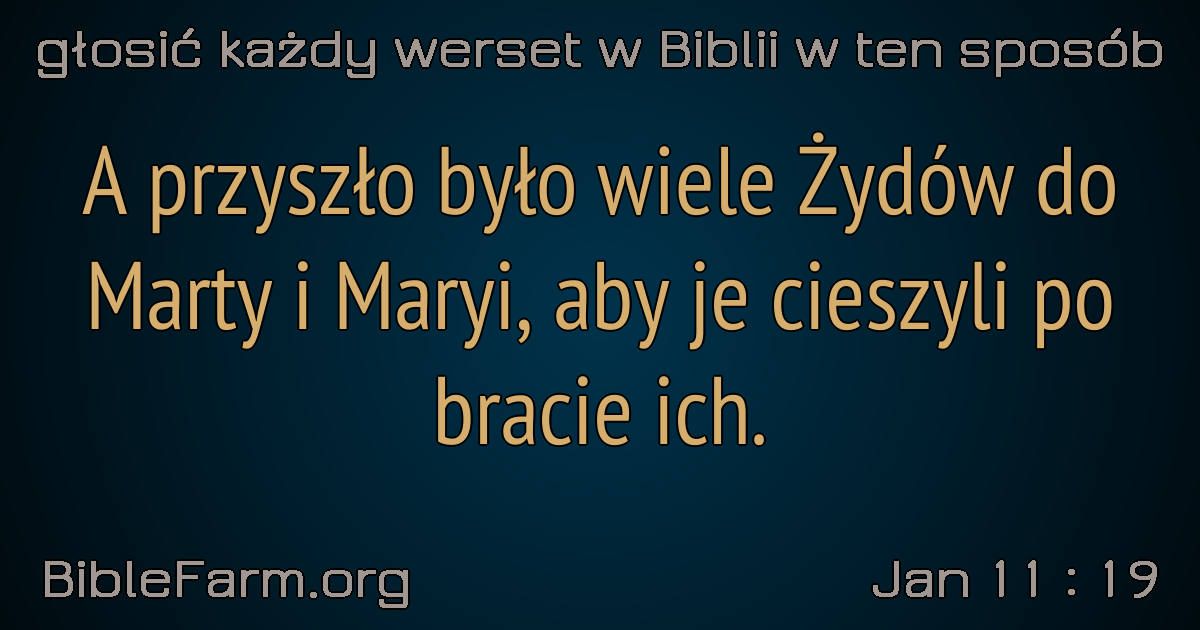 głosić każdy werset w Biblii w ten sposób
A przyszło było wiele Żydów do
Marty i Maryi, aby je cieszyli po
bracie ich.
BibleFarm.org
Jan 11 : 19